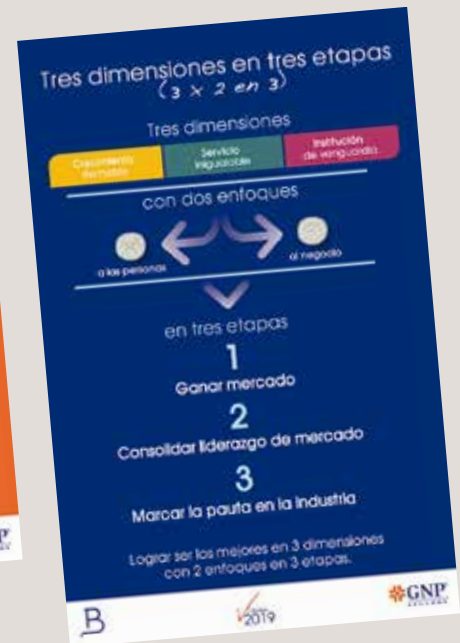 Tres dimensiones en tres etapas
(3 x 2 en 3)
Tres dimensiones
Crecimiento
rentable
Servicio
inigualable
Institución
de vanguardia
con dos enfoques
a las personas
al negocio
en tres etapas
1
Ganar mercado
2
Consolidar liderazgo de mercado
3
Marcar la pauta en la industria
Lograr ser los mejores en 3 dimensiones
con 2 enfoques en 3 etapas.
B
2019
GNP
SEGUROS
P